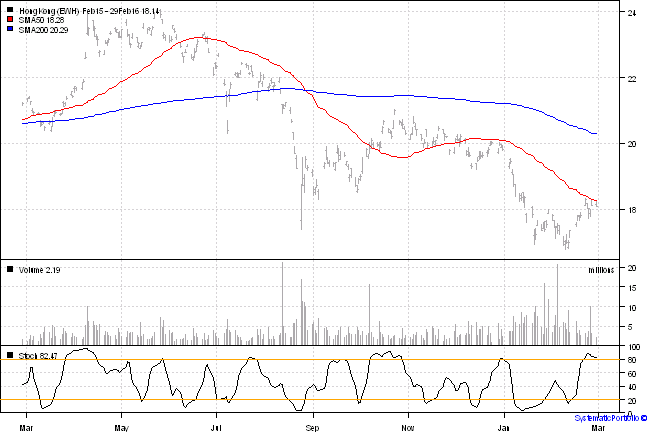 Hong Kong (EWH) Feb15 - 29Feb16 18.14
SMA50 18.28
SMA200 20.29
24
22
20
18
Volume 2.19
millions
20
15
10
5
Stoch 82.47
100
80
60
40
20
0
Mar May Jul Sep Nov Jan Mar
SystematicPortfolio ©